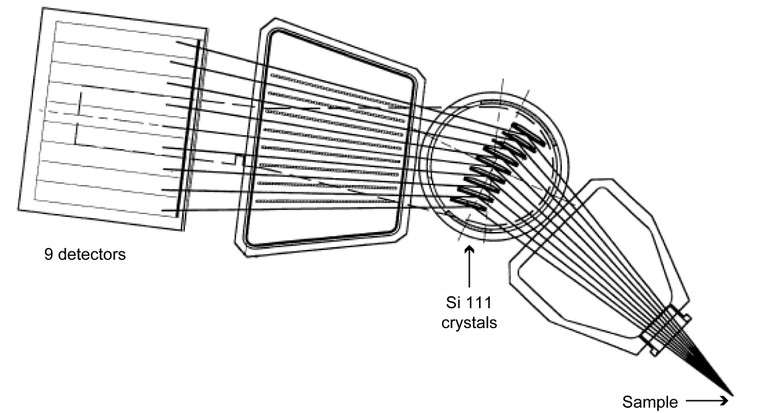 9 detectors
Si 111
crystals
Sample